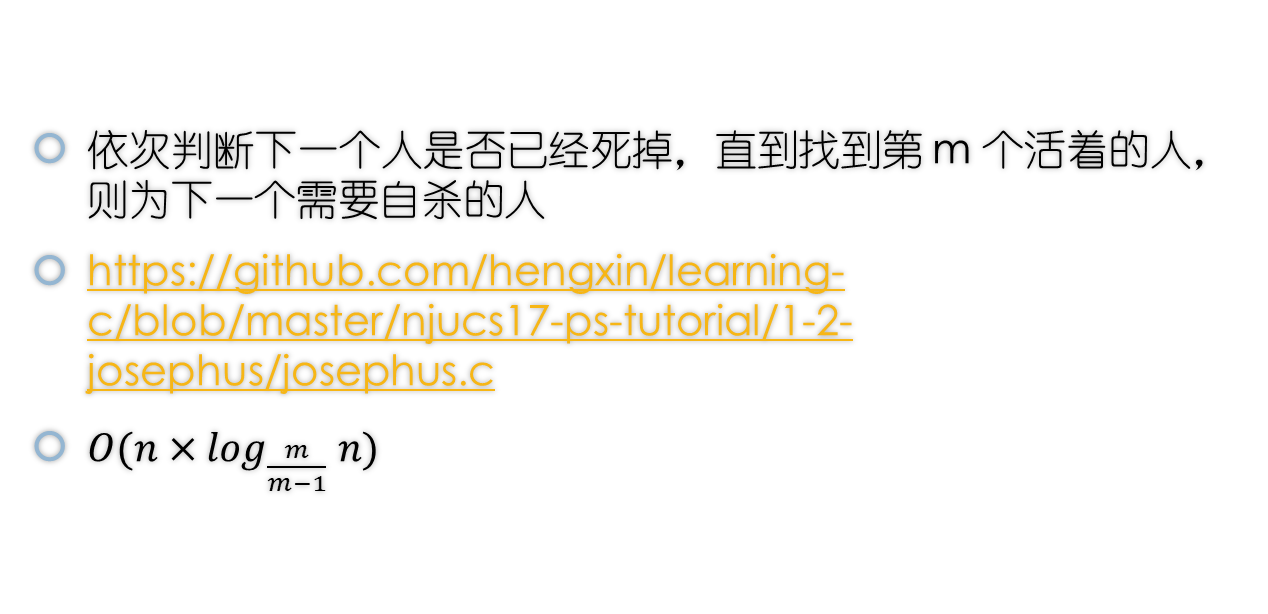 依次判断下一个人是否已经死掉，直到找到第 m 个活着的人，
则为下一个需要自杀的人
https://github.com/hengxin/learning-
c/blob/master/njucs17-ps-tutorial/1-2-
josephus/josephus.c
O(n × log_{\frac{m}{m−1}} n)